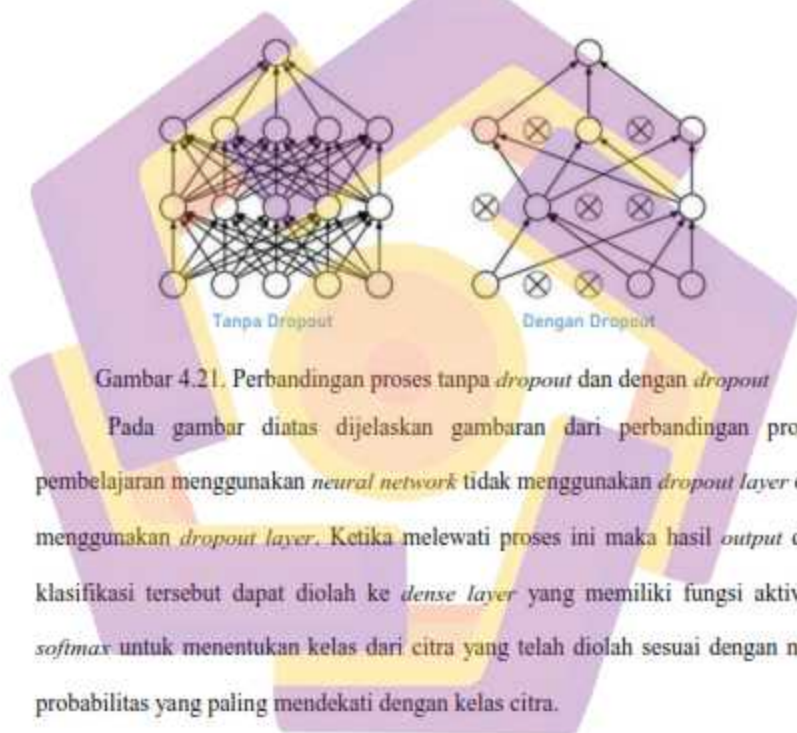 Tanpa Dropout
Dengan Dropout
Gambar 4.21. Perbandingan proses tanpa dropout dan dengan dropout
Pada gambar diatas dijelaskan gambaran dari perbandingan
pembelajaran menggunakan neural network tidak menggunakan dropout layer
menggunakan dropout layer. Ketika melewati proses ini maka hasil output
klasifikasi tersebut dapat diolah ke dense layer yang memiliki fungsi
softmax untuk menentukan kelas dari citra yang telah diolah sesuai dengan
probabilitas yang paling mendekati dengan kelas citra.